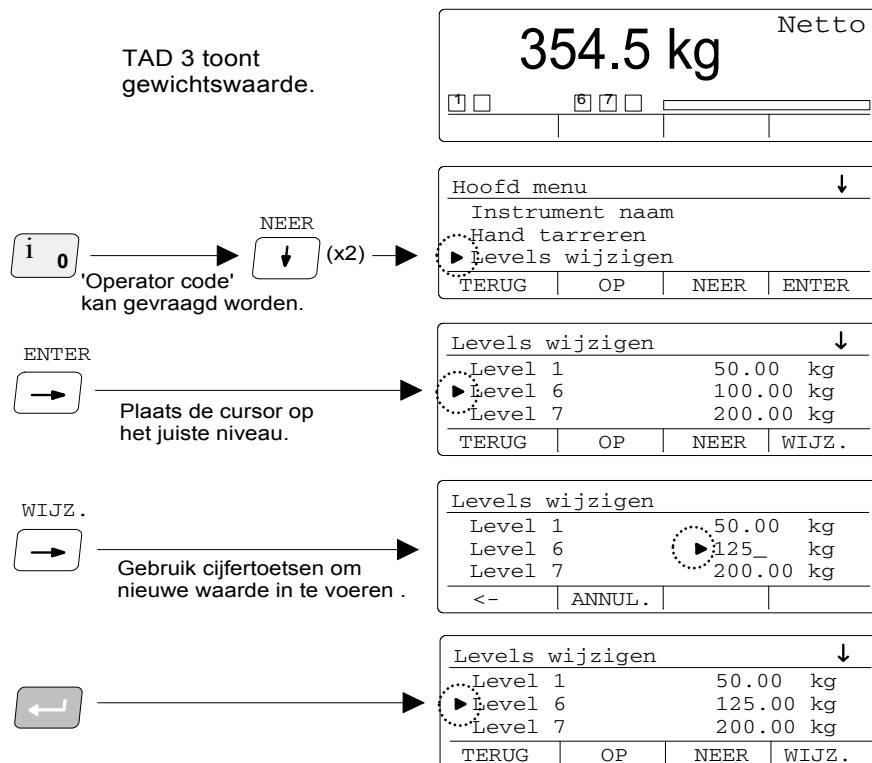 TAD 3 toont
gewichtswaarde.
354.5 kg
Netto
1
6 7
i 0
'Operator code'
kan gevraagd worden.
NEER
(x2)
Hoofd menu
Instrument naam
Hand tarreren
Levels wijzigen
TERUG OP NEER ENTER
ENTER
Plaats de cursor op
het juiste niveau.
Levels wijzigen
Level 1 50.00 kg
Level 6 100.00 kg
Level 7 200.00 kg
TERUG OP NEER WIJZ.
WIJZ.
Gebruik cijfertoetsen om
nieuwe waarde in te voeren .
Levels wijzigen
Level 1 50.00 kg
Level 6 125_ kg
Level 7 200.00 kg
<- ANNUL.
Levels wijzigen
Level 1 50.00 kg
Level 6 125.00 kg
Level 7 200.00 kg
TERUG OP NEER WIJZ.